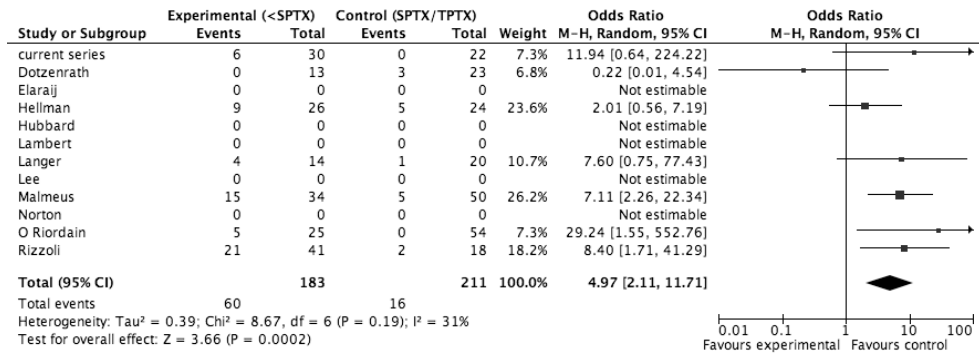 Experimental (<SPTX) Control (SPTX/TPTX) Odds Ratio Odds Ratio
Study or Subgroup Events Total Events Total Weight M-H, Random, 95% CI M-H, Random, 95% CI
current series 6 30 0 22 7.3% 11.94 [0.64, 224.22]
Dotzenrath 0 13 3 23 6.8% 0.22 [0.01, 4.54]
Elaraij 0 0 0 0 Not estimable
Hellman 9 26 5 24 23.6% 2.01 [0.56, 7.19]
Hubbard 0 0 0 0 Not estimable
Lambert 0 0 0 0 Not estimable
Langer 4 14 1 20 10.7% 7.60 [0.75, 77.43]
Lee 0 0 0 0 Not estimable
Malmeus 15 34 5 50 26.2% 7.11 [2.26, 22.34]
Norton 0 0 0 0 Not estimable
O Riordain 5 25 0 54 7.3% 29.24 [1.55, 552.76]
Rizzoli 21 41 2 18 18.2% 8.40 [1.71, 41.29]
Total (95% CI) 183 211 100.0% 4.97 [2.11, 11.71]
Total events 60 16
Heterogeneity: Tau² = 0.39; Chi² = 8.67, df = 6 (P = 0.19); I² = 31%
Test for overall effect: Z = 3.66 (P = 0.0002)
0.01 0.1 1 10 100
Favours experimental Favours control